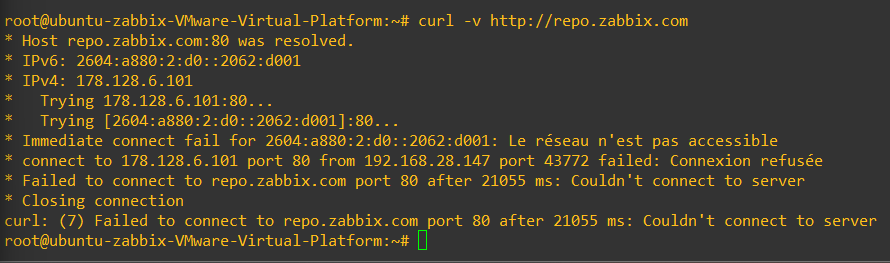 root@ubuntu-zabbix-VMware-Virtual-Platform:~# curl -v http://repo.zabbix.com
* Host repo.zabbix.com:80 was resolved.
* IPv6: 2604:a880:2:d0::2062:d001
* IPv4: 178.128.6.101
*   Trying 178.128.6.101:80...
*   Trying [2604:a880:2:d0::2062:d001]:80...
* Immediate connect fail for 2604:a880:2:d0::2062:d001: Le réseau n'est pas accessible
* connect to 178.128.6.101 port 80 from 192.168.28.147 port 43772 failed: Connexion refusée
* Failed to connect to repo.zabbix.com port 80 after 21055 ms: Couldn't connect to server
* Closing connection
curl: (7) Failed to connect to repo.zabbix.com port 80 after 21055 ms: Couldn't connect to server
root@ubuntu-zabbix-VMware-Virtual-Platform:~#